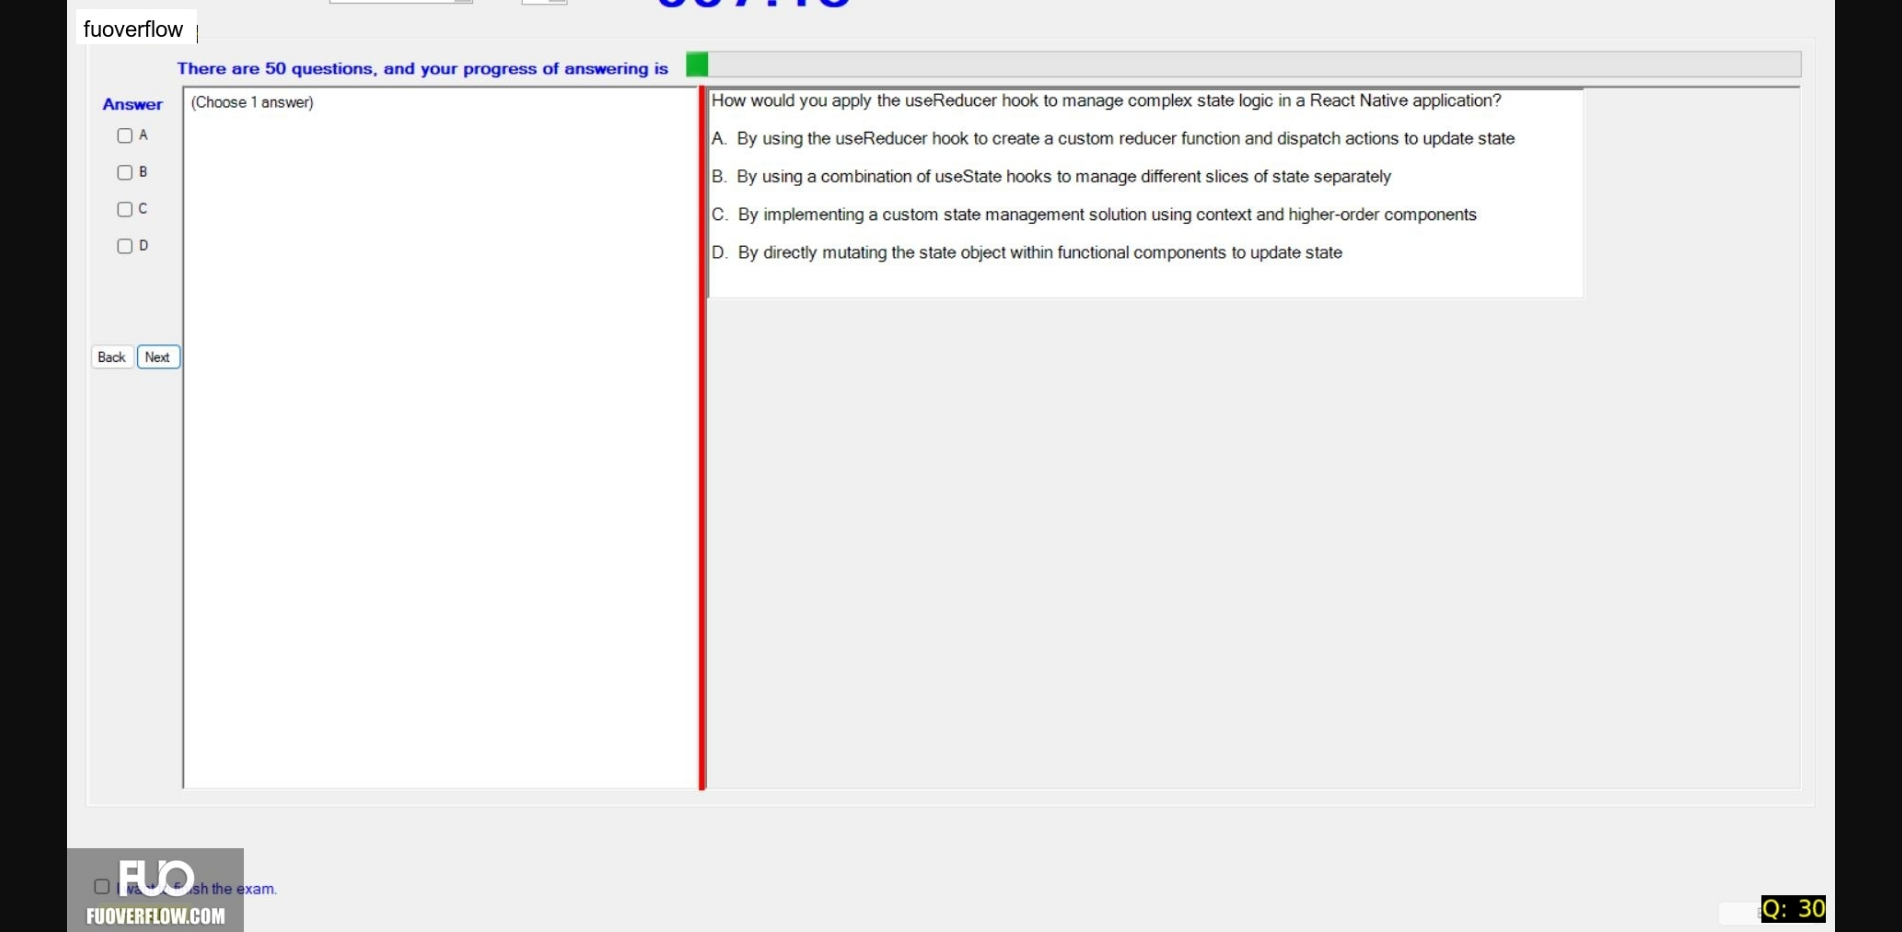 fuoverflow
There are 50 questions, and your progress of answering is
Answer
(Choose 1 answer)
A
B
C
D
Back Next
How would you apply the useReducer hook to manage complex state logic in a React Native application?
A. By using the useReducer hook to create a custom reducer function and dispatch actions to update state
B. By using a combination of useState hooks to manage different slices of state separately
C. By implementing a custom state management solution using context and higher-order components
D. By directly mutating the state object within functional components to update state
FUO
the exam.
FUOVERFLOW.COM
Q: 30